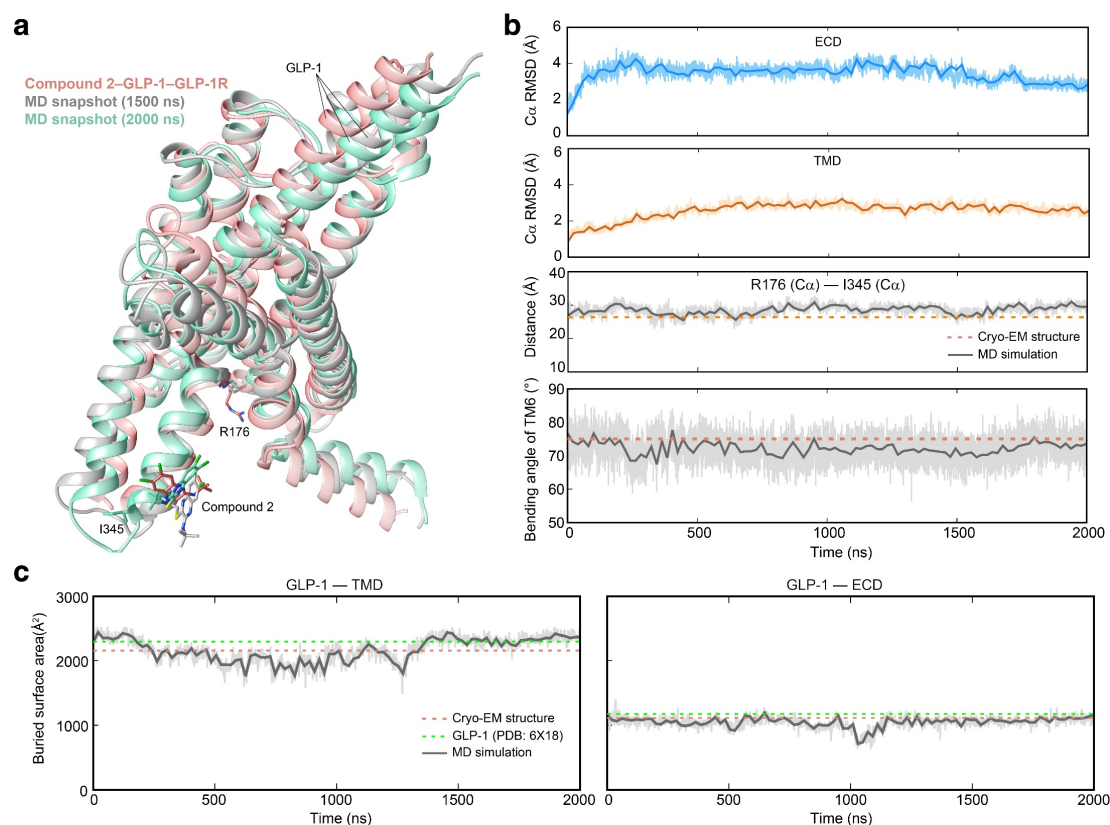 a
GLP-1
Compound 2–GLP-1–GLP-1R
MD snapshot (1500 ns)
MD snapshot (2000 ns)
R176
Compound 2
I345
b
6
4
2
0
Cα RMSD (Å)
ECD
6
4
2
0
Cα RMSD (Å)
TMD
40
30
20
10
Distance (Å)
R176 (Cα) — I345 (Cα)
Cryo-EM structure
MD simulation
90
80
70
60
50
Bending angle of TM6 (°)
0
500
1000
1500
2000
Time (ns)
c
GLP-1 — TMD
3000
2000
1000
0
Buried surface area(Å²)
Cryo-EM structure
GLP-1 (PDB: 6X18)
MD simulation
0
500
1000
1500
2000
Time (ns)
GLP-1 — ECD
0
500
1000
1500
2000
Time (ns)